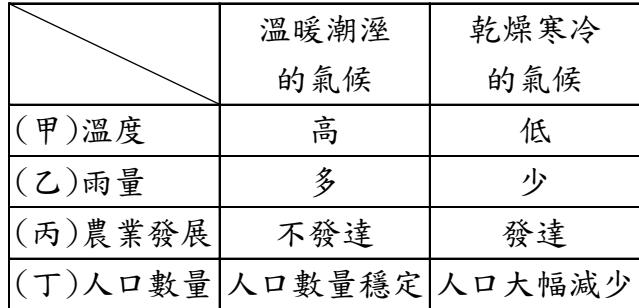 溫暖潮溼的氣候 乾燥寒冷的氣候
(甲)溫度 高 低
(乙)雨量 多 少
(丙)農業發展 不發達 發達
(丁)人口數量 人口數量穩定 人口大幅減少